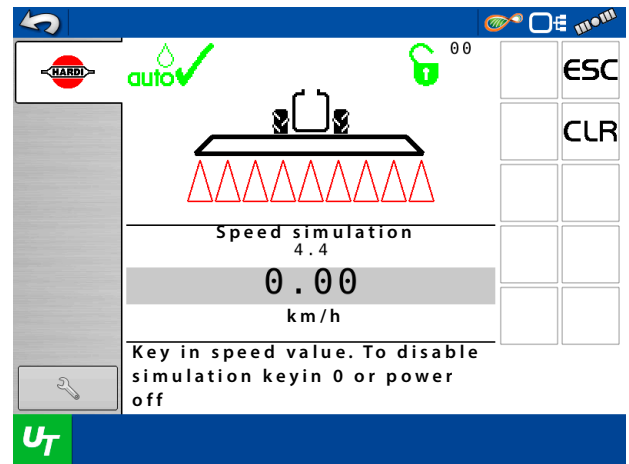 HARDI
auto
00
ESC
CLR
Speed simulation
4.4
0.00
km/h
Key in speed value. To disable
simulation keyin 0 or power
off
UT